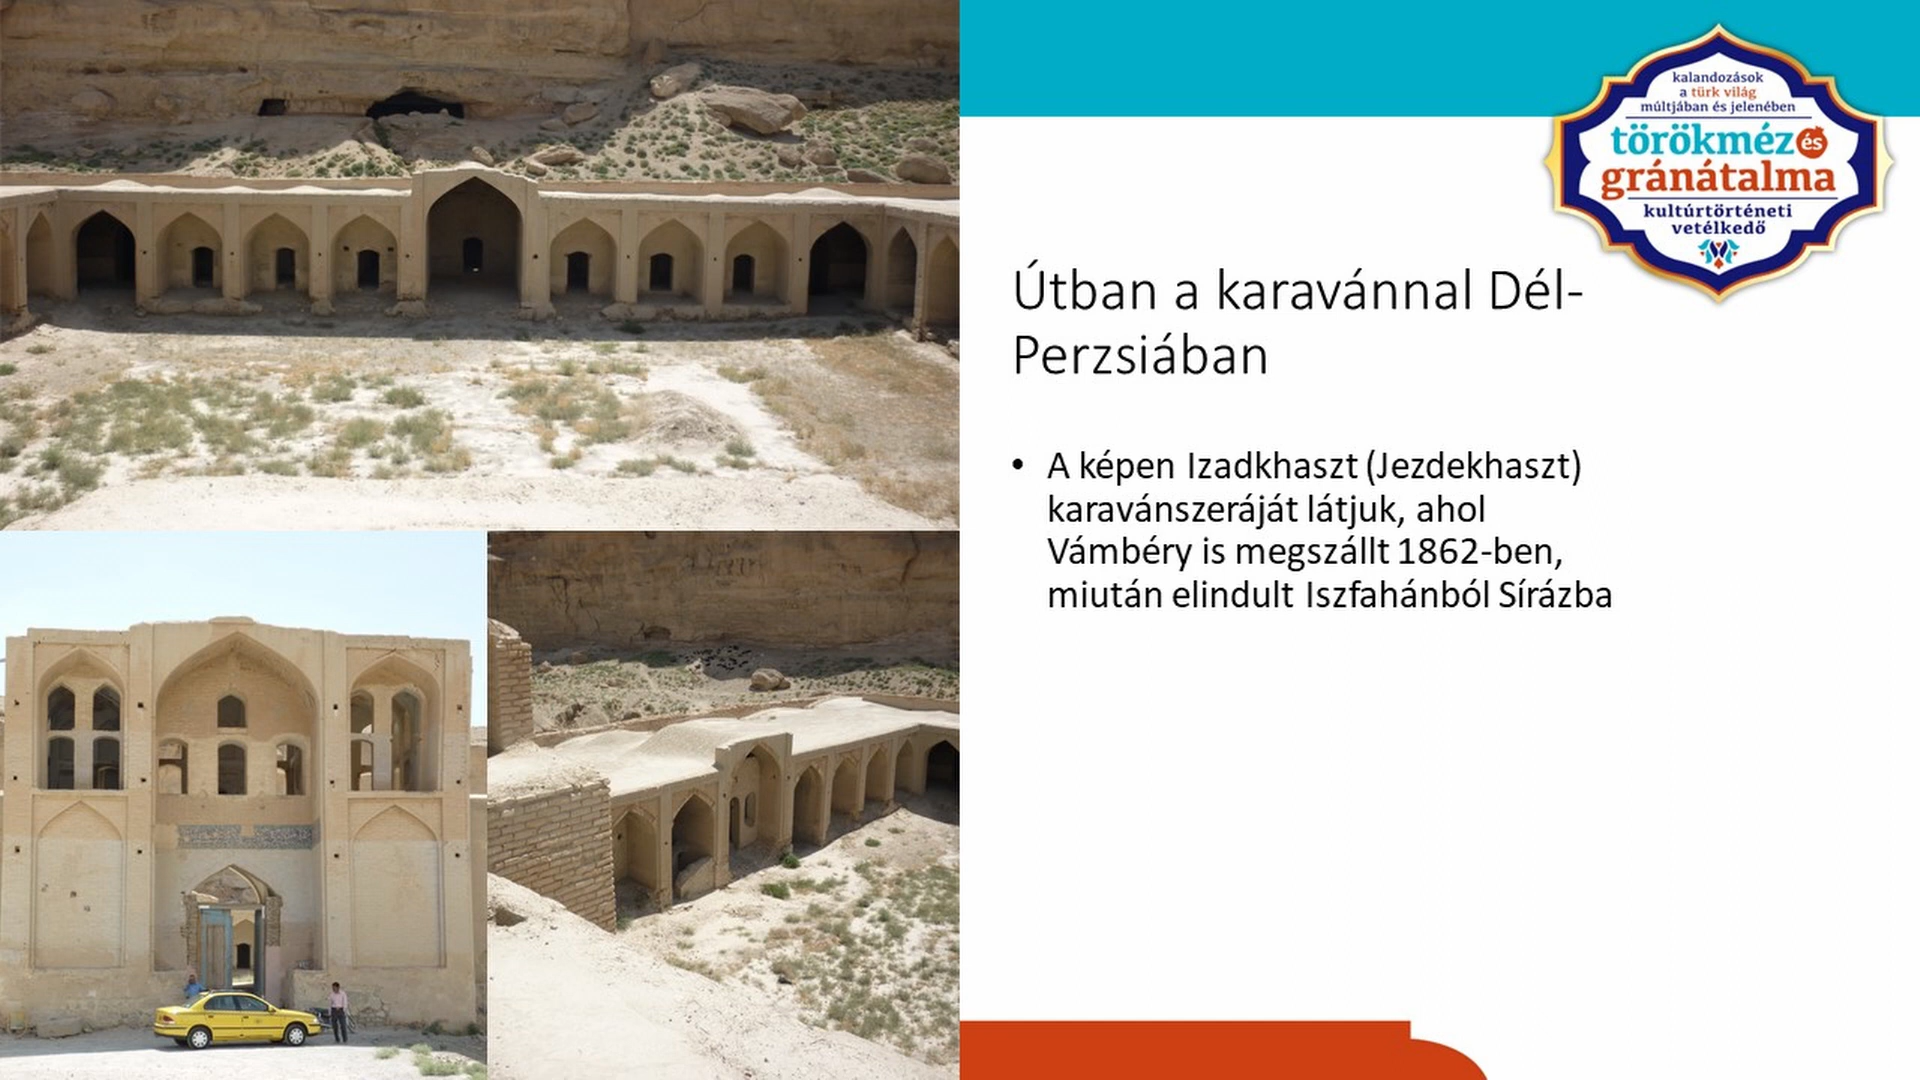 kalandozások
a türk világ
múltjában és jelenében
törökméz és
gránátalma
kultúrtörténeti
vetélkedő
Útban a karavánnal Dél-
Perzsiában
• A képen Izadkhaszt (Jezdekhaszt)
karavánszeráját látjuk, ahol
Vámbéry is megszállt 1862-ben,
miután elindult Iszfahánból Sírázba